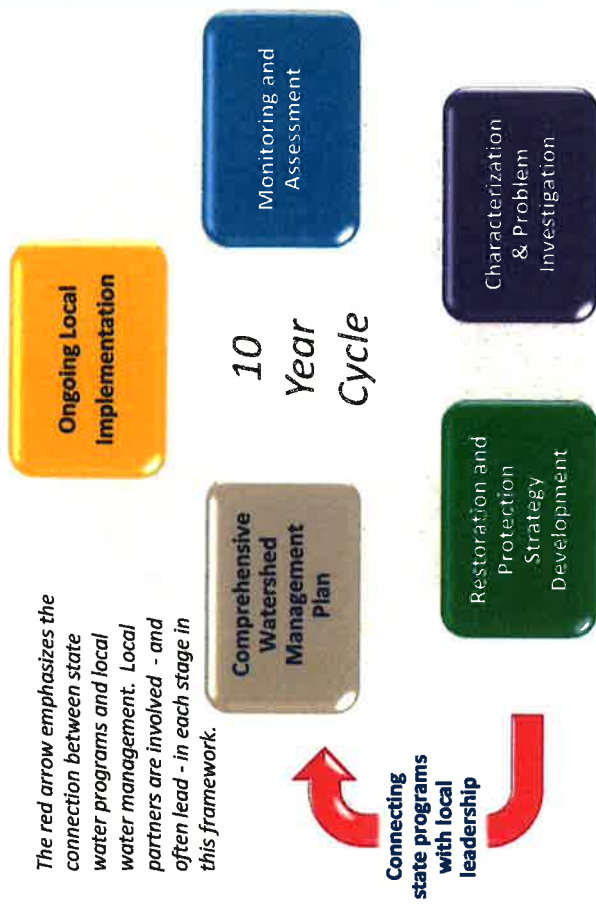 The red arrow emphasizes the
connection between state
water programs and local
water management. Local
partners are involved - and
often lead - in each stage in
this framework.
Ongoing Local
Implementation
Monitoring and
Assessment
Characterization
& Problem
Investigation
Restoration and
Protection
Strategy
Development
Comprehensive
Watershed
Management
Plan
10
Year
Cycle
Connecting
state programs
with local
leadership